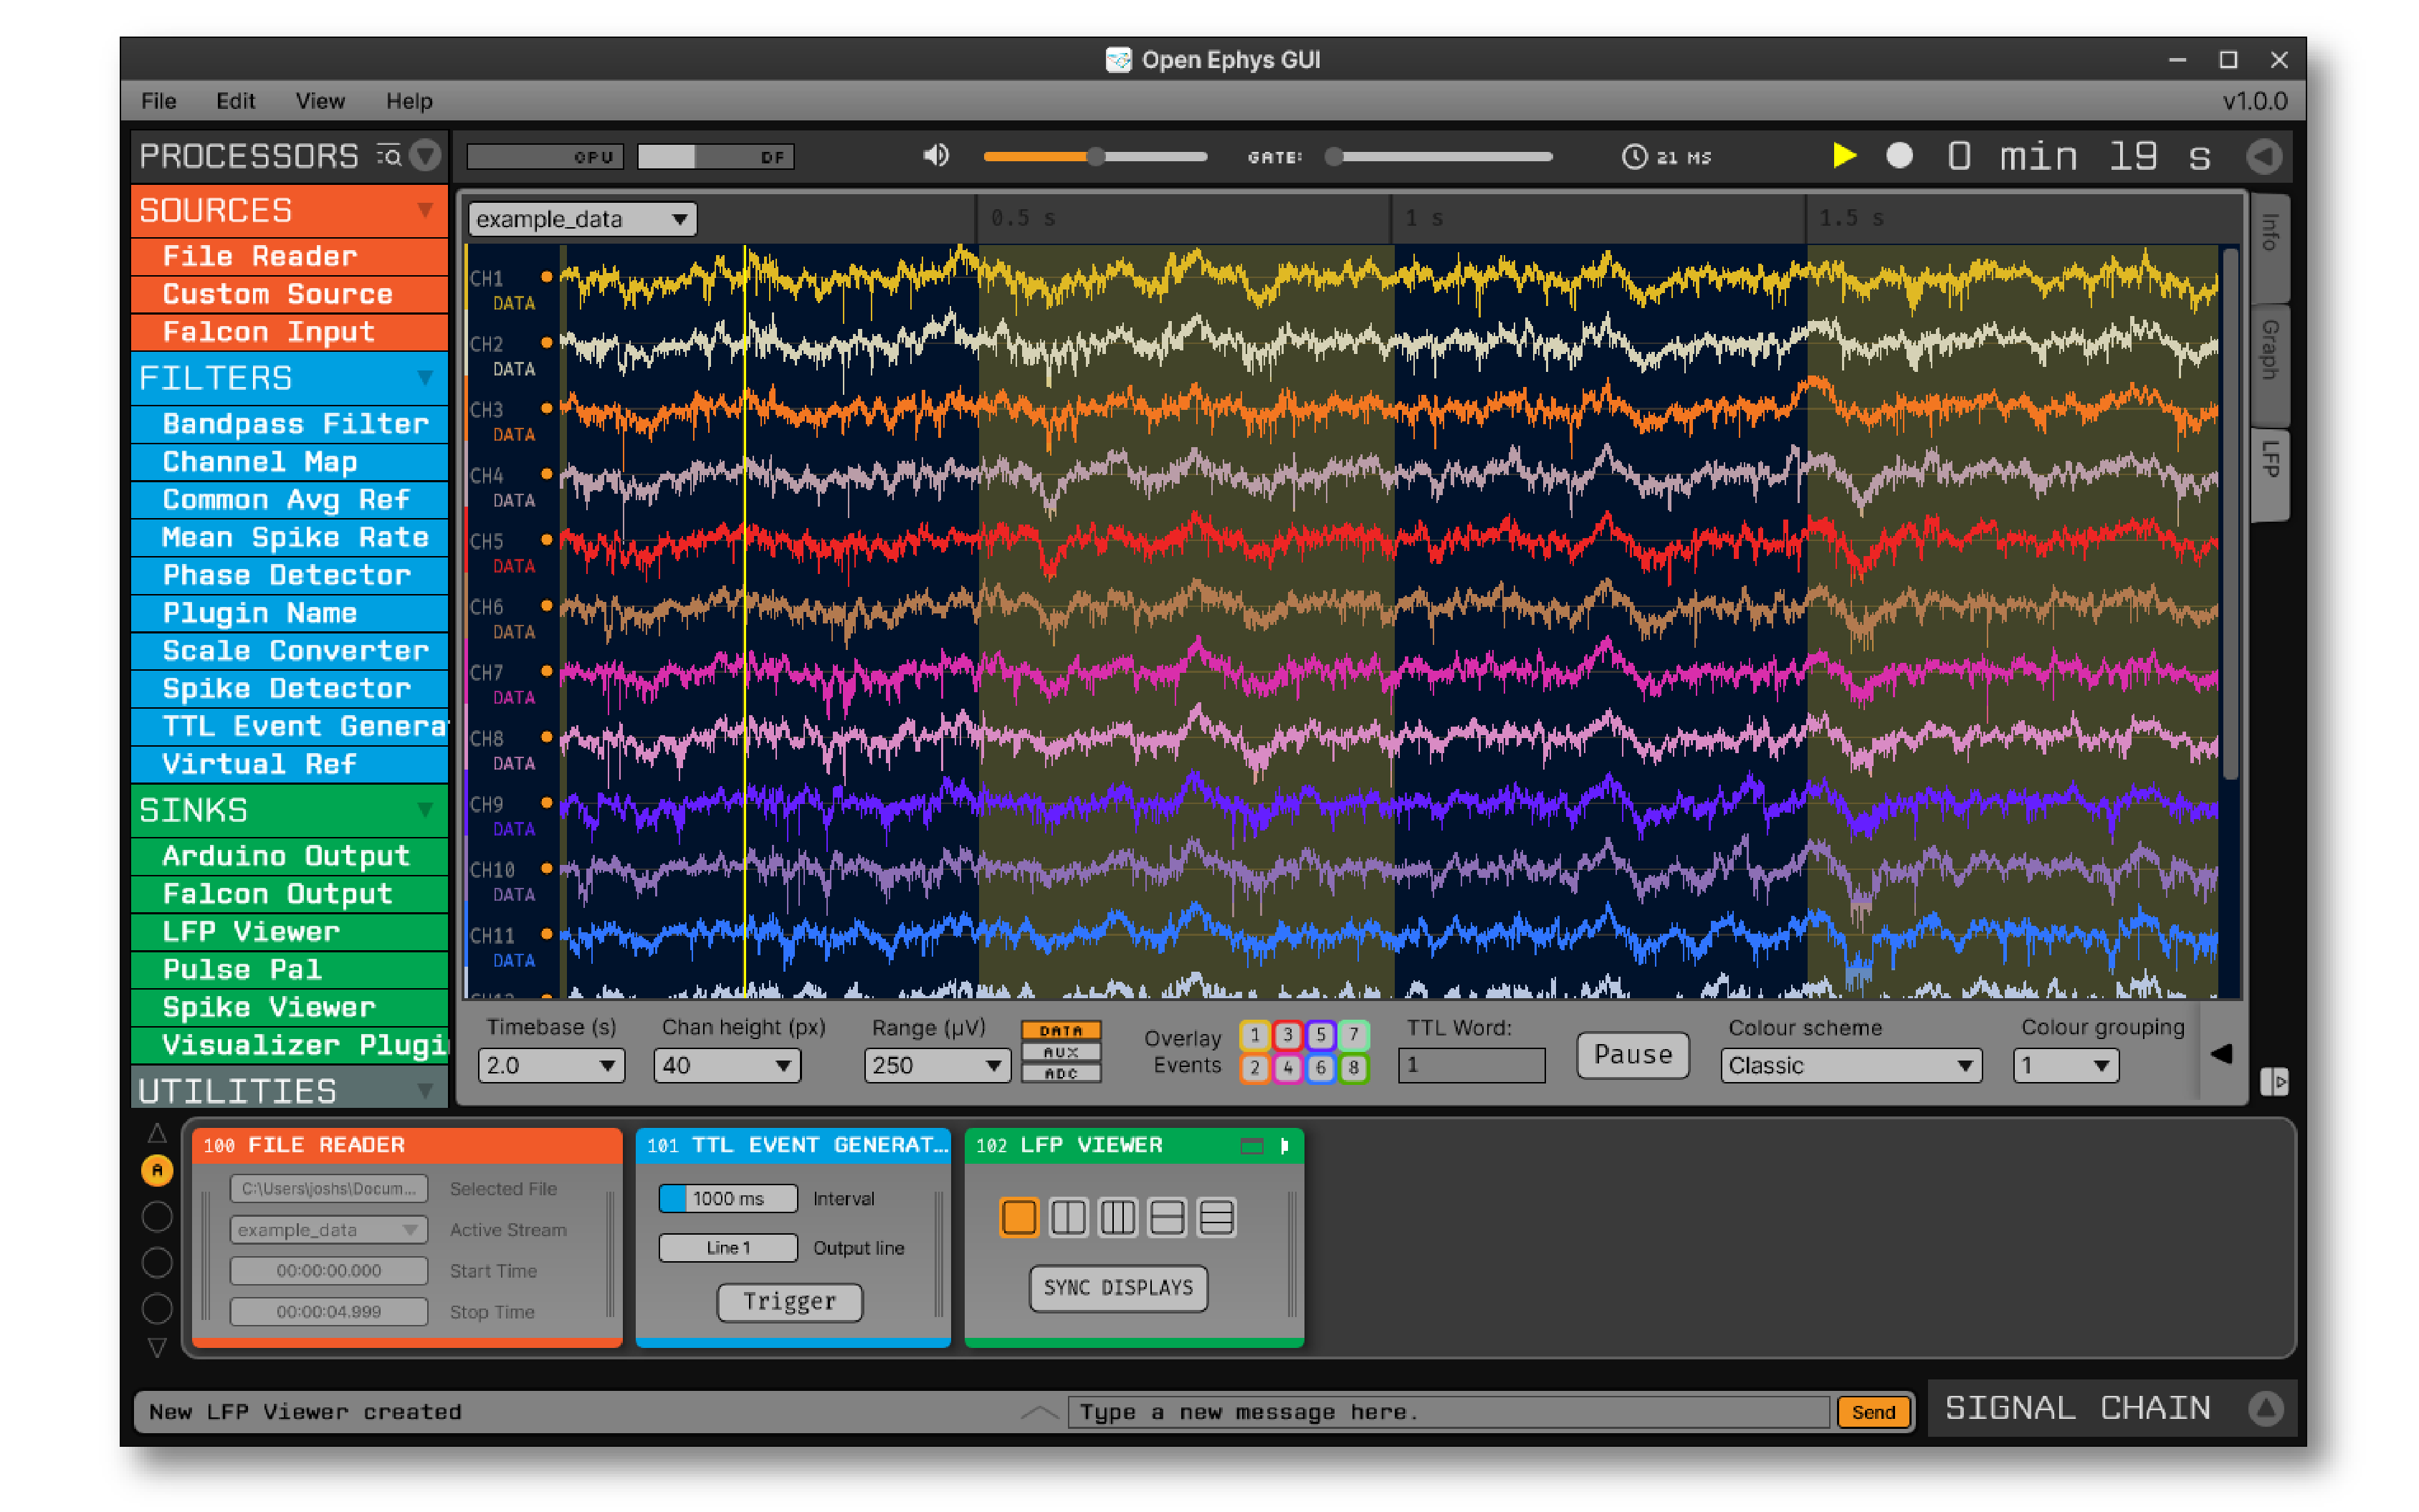 Open Ephys GUI
File Edit View Help v1.0.0
PROCESSORS
CPU DF GATE: 21 MS 0 min 19 s
SOURCES
File Reader
Custom Source
Falcon Input
FILTERS
Bandpass Filter
Channel Map
Common Avg Ref
Mean Spike Rate
Phase Detector
Plugin Name
Scale Converter
Spike Detector
TTL Event Genera
Virtual Ref
SINKS
Arduino Output
Falcon Output
LFP Viewer
Pulse Pal
Spike Viewer
Visualizer Plugi
UTILITIES
example_data 0.5 s 1 s 1.5 s
CH1
DATA
CH2
DATA
CH3
DATA
CH4
DATA
CH5
DATA
CH6
DATA
CH7
DATA
CH8
DATA
CH9
DATA
CH10
DATA
CH11
DATA
Info
Graph
LFP
Timebase (s) Chan height (px) Range (µV)
2.0 40 250
DATA
AUX
ADC
Overlay
Events
1 3 5 7
2 4 6 8
TTL Word:
1
Pause
Colour scheme
Classic
Colour grouping
1
A
100 FILE READER
C:\Users\joshs\Docum... Selected File
example_data Active Stream
00:00:00.000 Start Time
00:00:04.999 Stop Time
101 TTL EVENT GENERAT...
1000 ms Interval
Line 1 Output line
Trigger
102 LFP VIEWER
SYNC DISPLAYS
New LFP Viewer created
Type a new message here.
Send
SIGNAL CHAIN